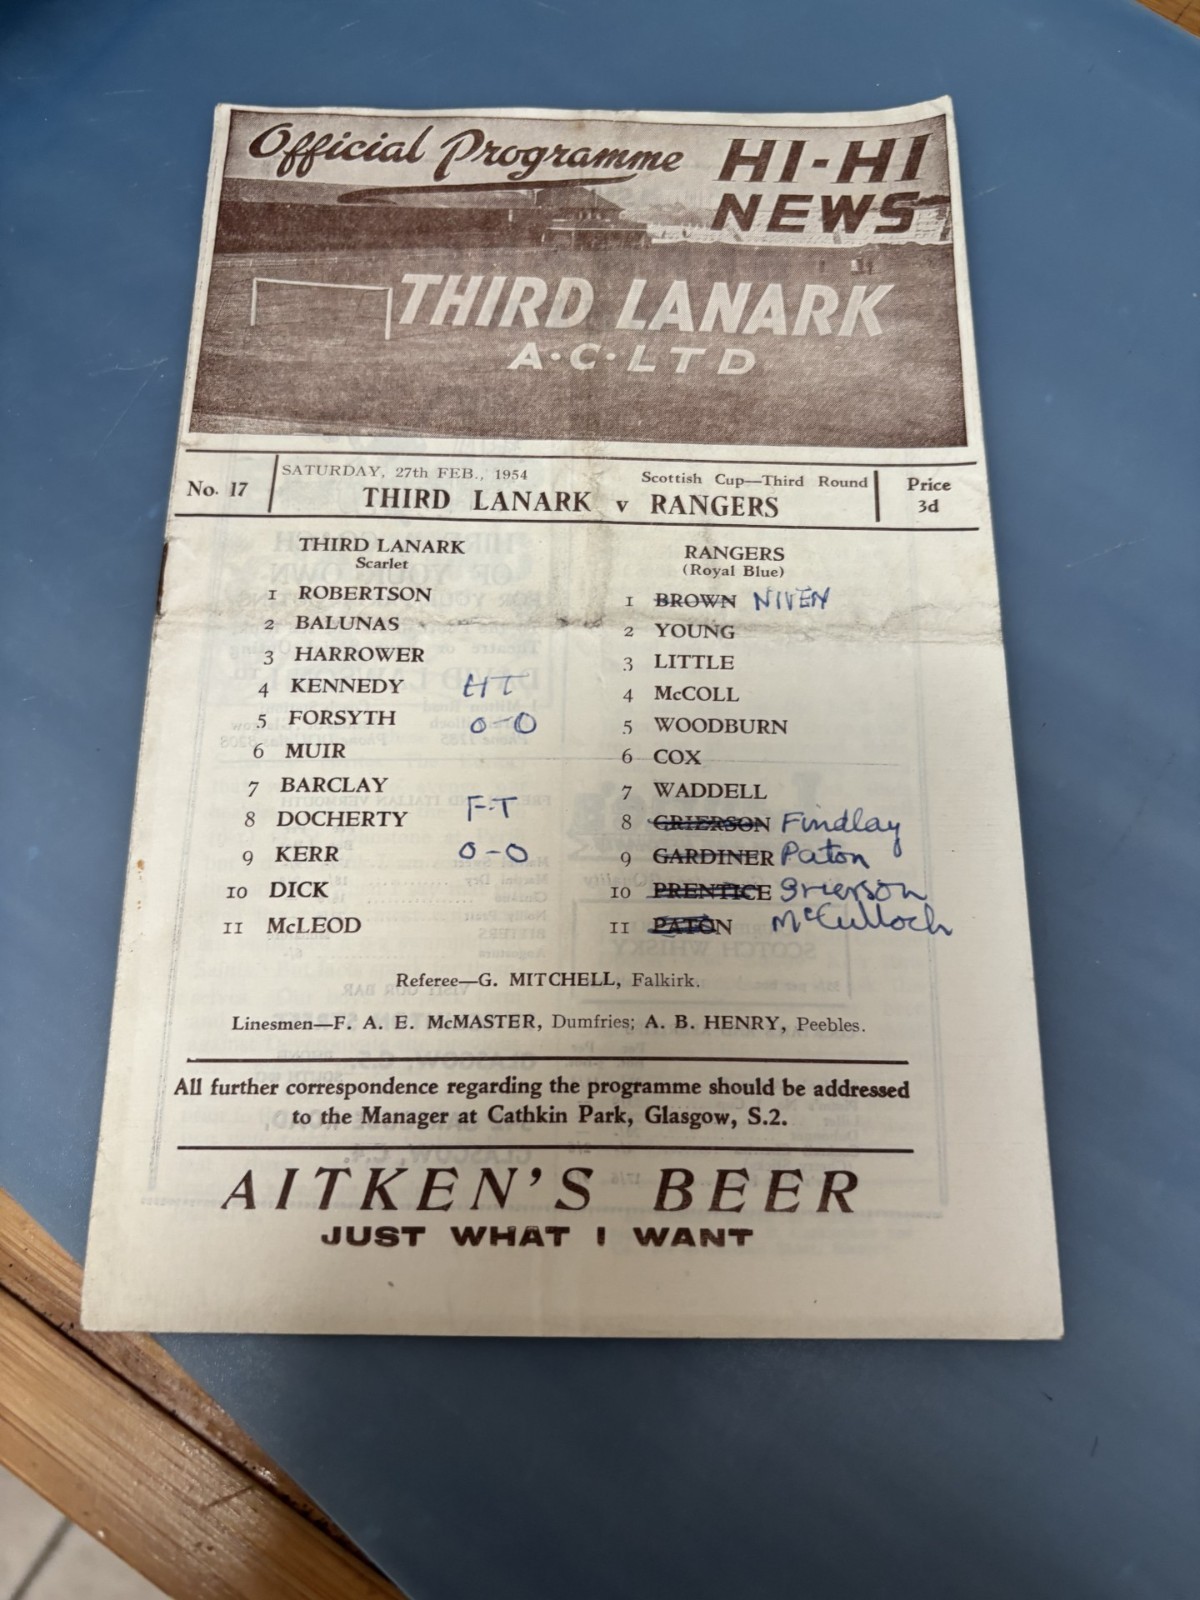 Official Programme HI-HI
NEWS
THIRD LANARK
A·C·LTD
No. 17
SATURDAY, 27th FEB., 1954 Scottish Cup—Third Round
THIRD LANARK v RANGERS
Price
3d
THIRD LANARK
Scarlet
1 ROBERTSON
2 BALUNAS
3 HARROWER
4 KENNEDY HT
5 FORSYTH 0-0
6 MUIR
7 BARCLAY
8 DOCHERTY F-T
9 KERR 0-0
10 DICK
11 McLEOD
RANGERS
(Royal Blue)
1 BROWN NIVEN
2 YOUNG
3 LITTLE
4 McCOLL
5 WOODBURN
6 COX
7 WADDELL
8 GRIERSON Findlay
9 GARDINER Paton
10 PRENTICE Grierson
11 PATON McCulloch
Referee—G. MITCHELL, Falkirk.
Linesmen—F. A. E. McMASTER, Dumfries; A. B. HENRY, Peebles.
All further correspondence regarding the programme should be addressed
to the Manager at Cathkin Park, Glasgow, S.2.
AITKEN'S BEER
JUST WHAT I WANT